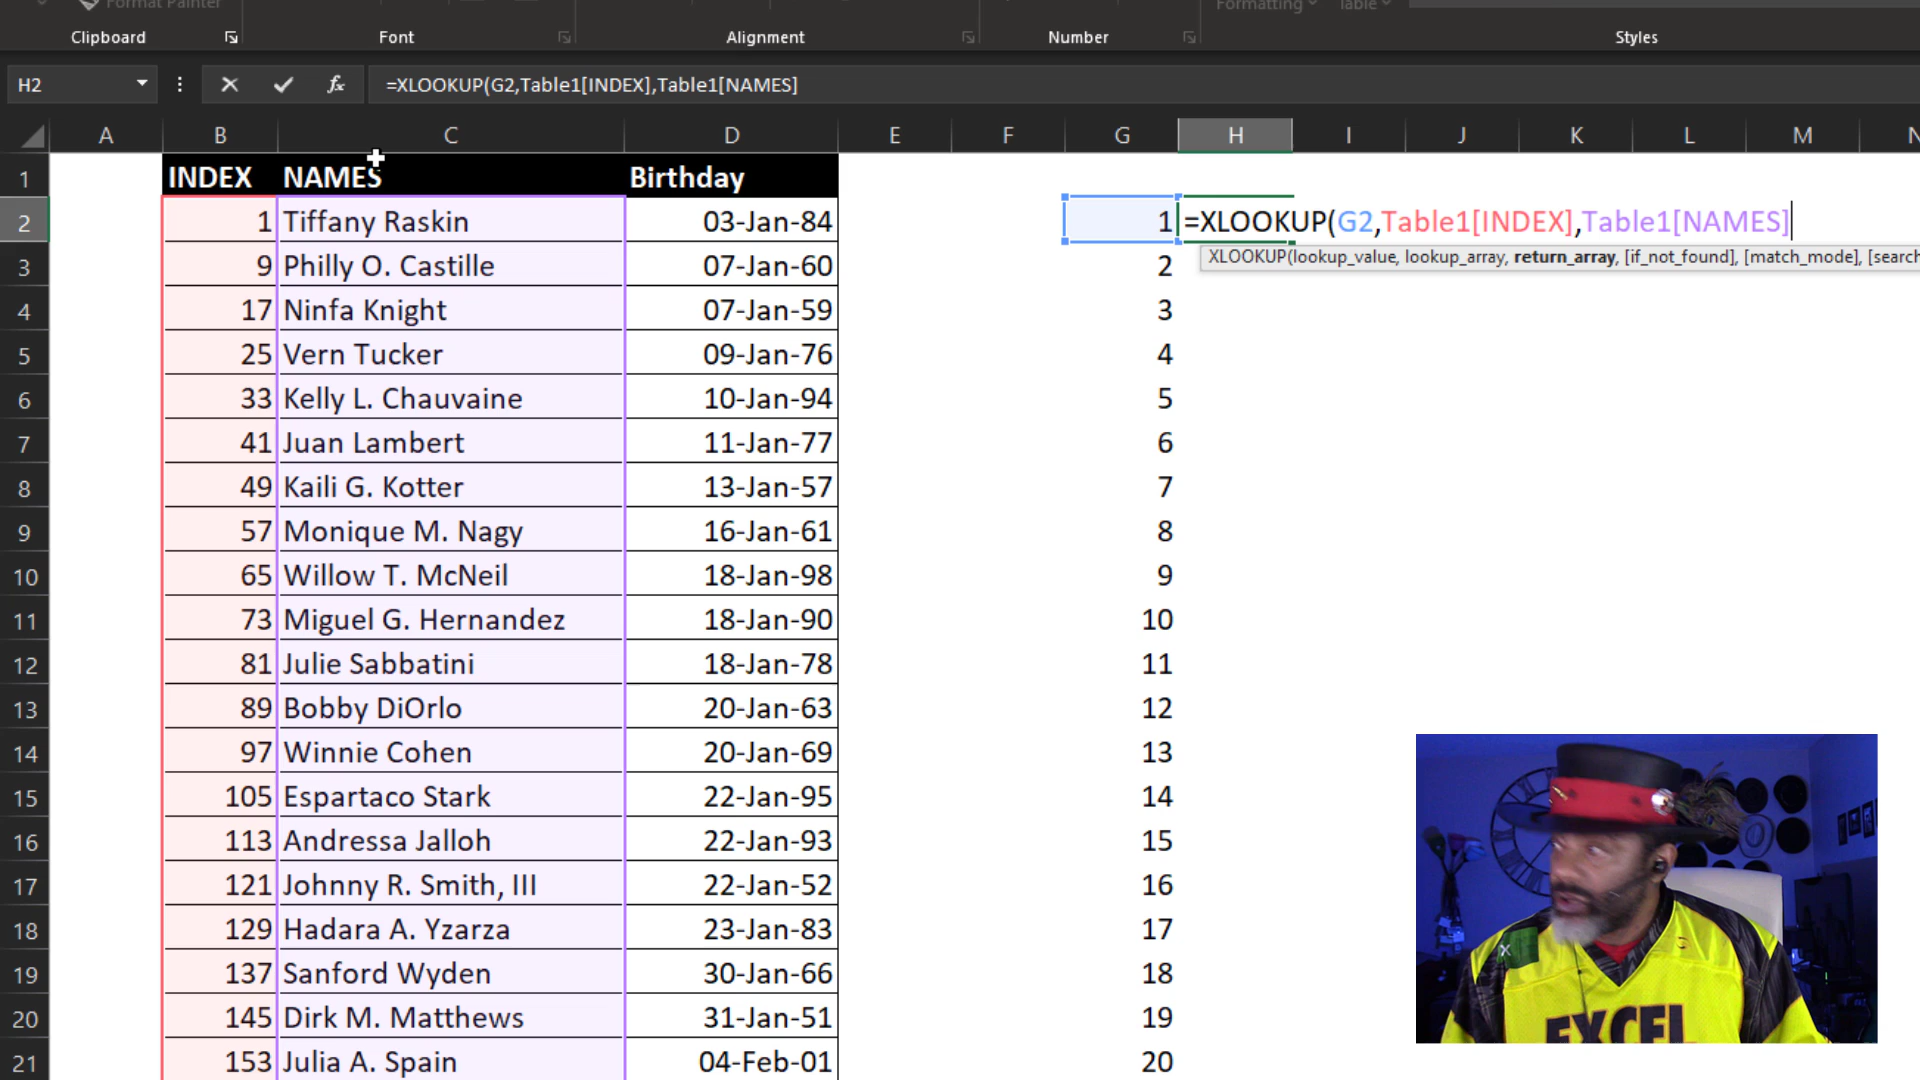 Format Painter
Formatting Table
Clipboard Font Alignment Number Styles
H2 fx =XLOOKUP(G2,Table1[INDEX],Table1[NAMES]
A B C D E F G H I J K L M N
1 INDEX NAMES Birthday
2 1 Tiffany Raskin 03-Jan-84 1 =XLOOKUP(G2,Table1[INDEX],Table1[NAMES]
XLOOKUP(lookup_value, lookup_array, return_array, [if_not_found], [match_mode], [search
3 9 Philly O. Castille 07-Jan-60 2
4 17 Ninfa Knight 07-Jan-59 3
5 25 Vern Tucker 09-Jan-76 4
6 33 Kelly L. Chauvaine 10-Jan-94 5
7 41 Juan Lambert 11-Jan-77 6
8 49 Kaili G. Kotter 13-Jan-57 7
9 57 Monique M. Nagy 16-Jan-61 8
10 65 Willow T. McNeil 18-Jan-98 9
11 73 Miguel G. Hernandez 18-Jan-90 10
12 81 Julie Sabbatini 18-Jan-78 11
13 89 Bobby DiOrlo 20-Jan-63 12
14 97 Winnie Cohen 20-Jan-69 13
15 105 Espartaco Stark 22-Jan-95 14
16 113 Andressa Jalloh 22-Jan-93 15
17 121 Johnny R. Smith, III 22-Jan-52 16
18 129 Hadara A. Yzarza 23-Jan-83 17
19 137 Sanford Wyden 30-Jan-66 18
20 145 Dirk M. Matthews 31-Jan-51 19
21 153 Julia A. Spain 04-Feb-01 20
X
EXCEL